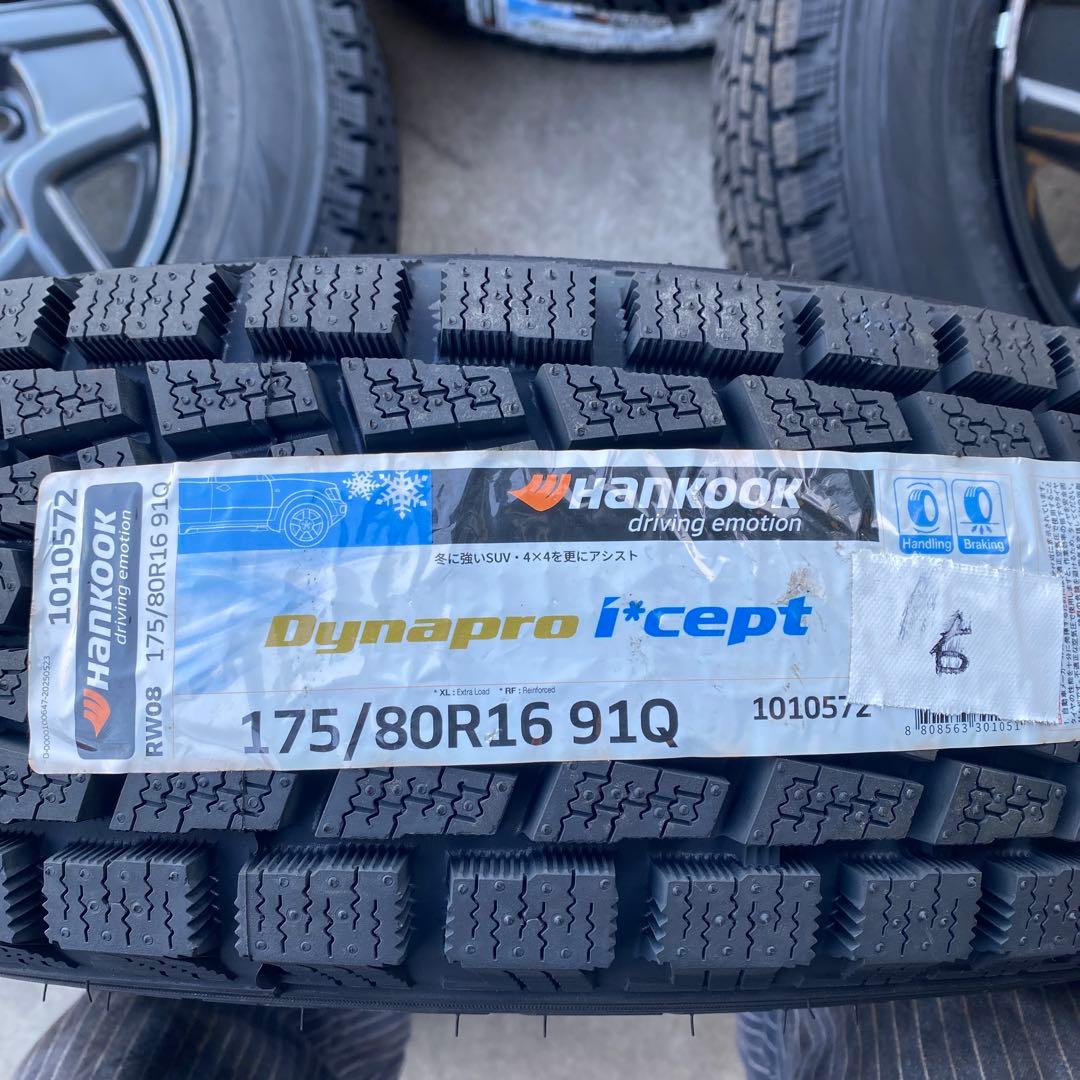 1010572
Hankook
driving emotion
RW08 175/80R16 91Q
D-0000100647-20250523
Hankook
driving emotion
冬に強いSUV・4×4を更にアシスト
Dynapro i*cept
* XL : Extra Load * RF : Reinforced
175/80R16 91Q
1010572
Handling
Braking
6
8 808563 301051